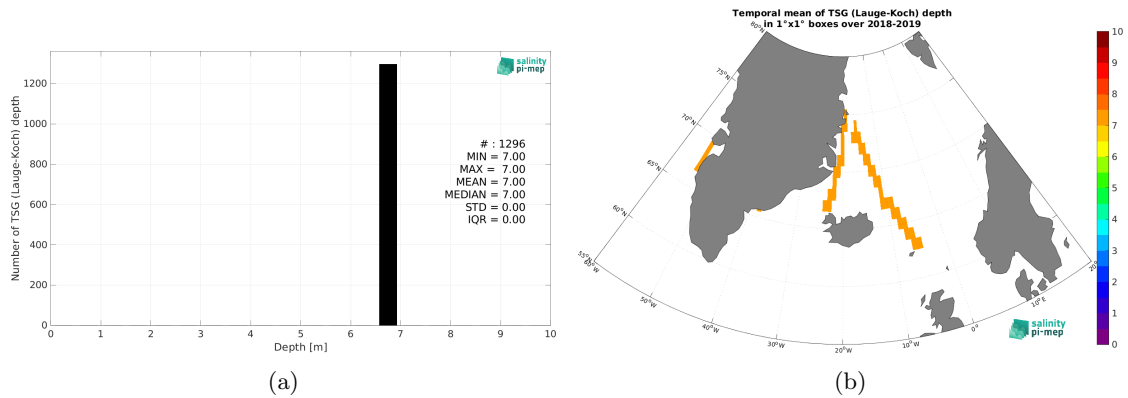 Number of TSG (Lauge-Koch) depth
1200
1000
800
600
400
200
0
salinity
pi-mep
# : 1296
MIN = 7.00
MAX = 7.00
MEAN = 7.00
MEDIAN = 7.00
STD = 0.00
IQR = 0.00
0 1 2 3 4 5 6 7 8 9 10
Depth [m]
(a)
Temporal mean of TSG (Lauge-Koch) depth
in 1°x1° boxes over 2018-2019
80°N
75°N
70°N
65°N
60°N
55°N
60°W
50°W
40°W
30°W
20°W
10°W
0°
10°E
salinity
pi-mep
10
9
8
7
6
5
4
3
2
1
0
(b)